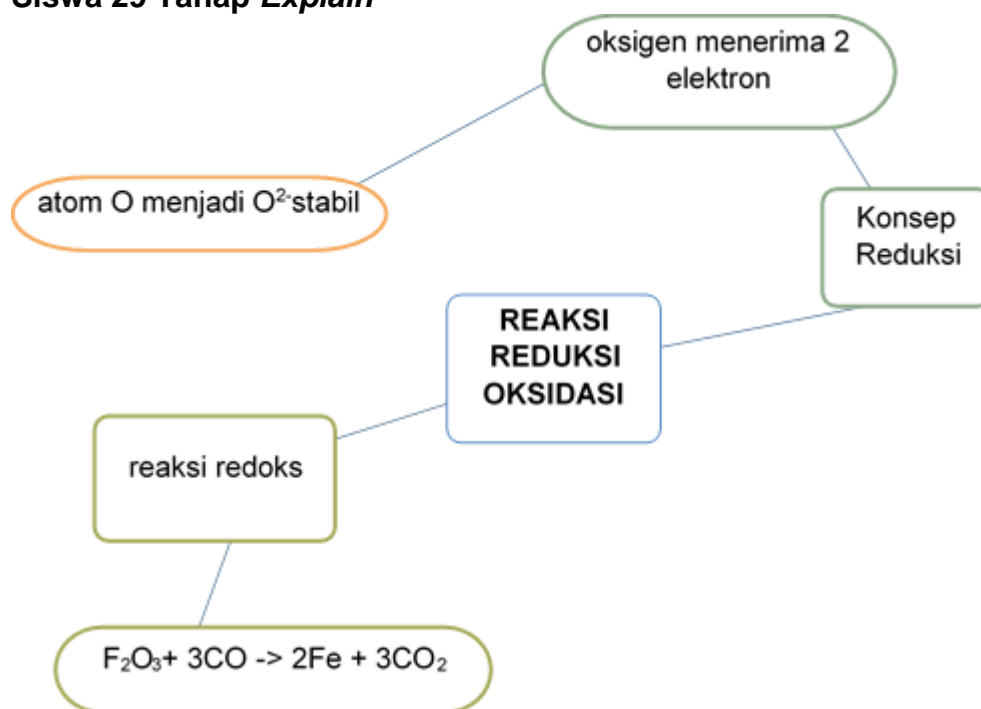 Siswa 29 Tahap Explain
oksigen menerima 2
elektron
atom O menjadi O²⁻stabil
Konsep
Reduksi
REAKSI
REDUKSI
OKSIDASI
reaksi redoks
F₂O₃+ 3CO -> 2Fe + 3CO₂